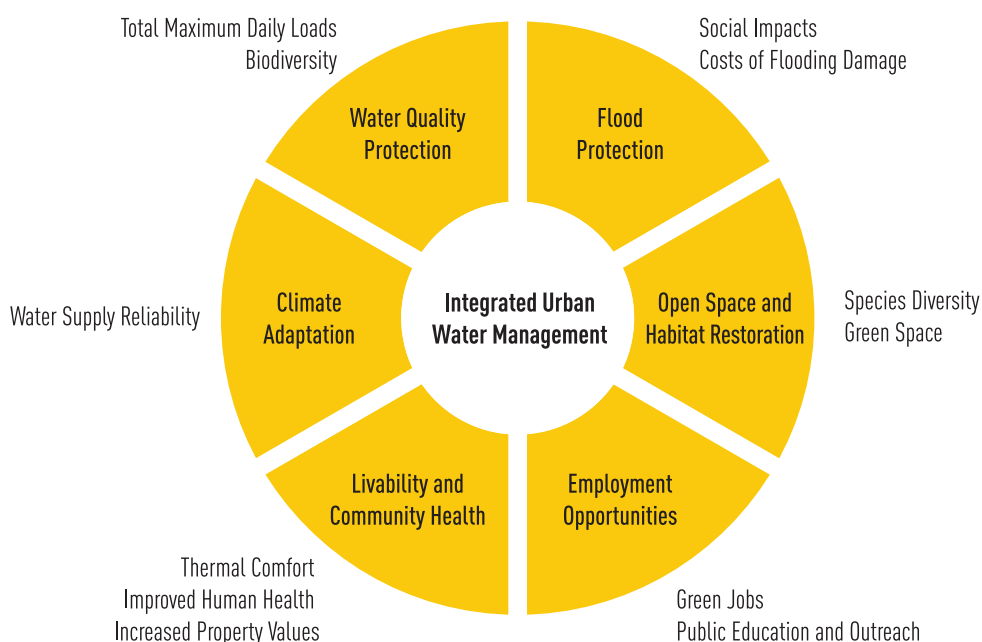 Total Maximum Daily Loads
Biodiversity
Social Impacts
Costs of Flooding Damage
Water Quality
Protection
Flood
Protection
Water Supply Reliability
Climate
Adaptation
Integrated Urban
Water Management
Open Space and
Habitat Restoration
Species Diversity
Green Space
Livability and
Community Health
Employment
Opportunities
Thermal Comfort
Improved Human Health
Increased Property Values
Green Jobs
Public Education and Outreach